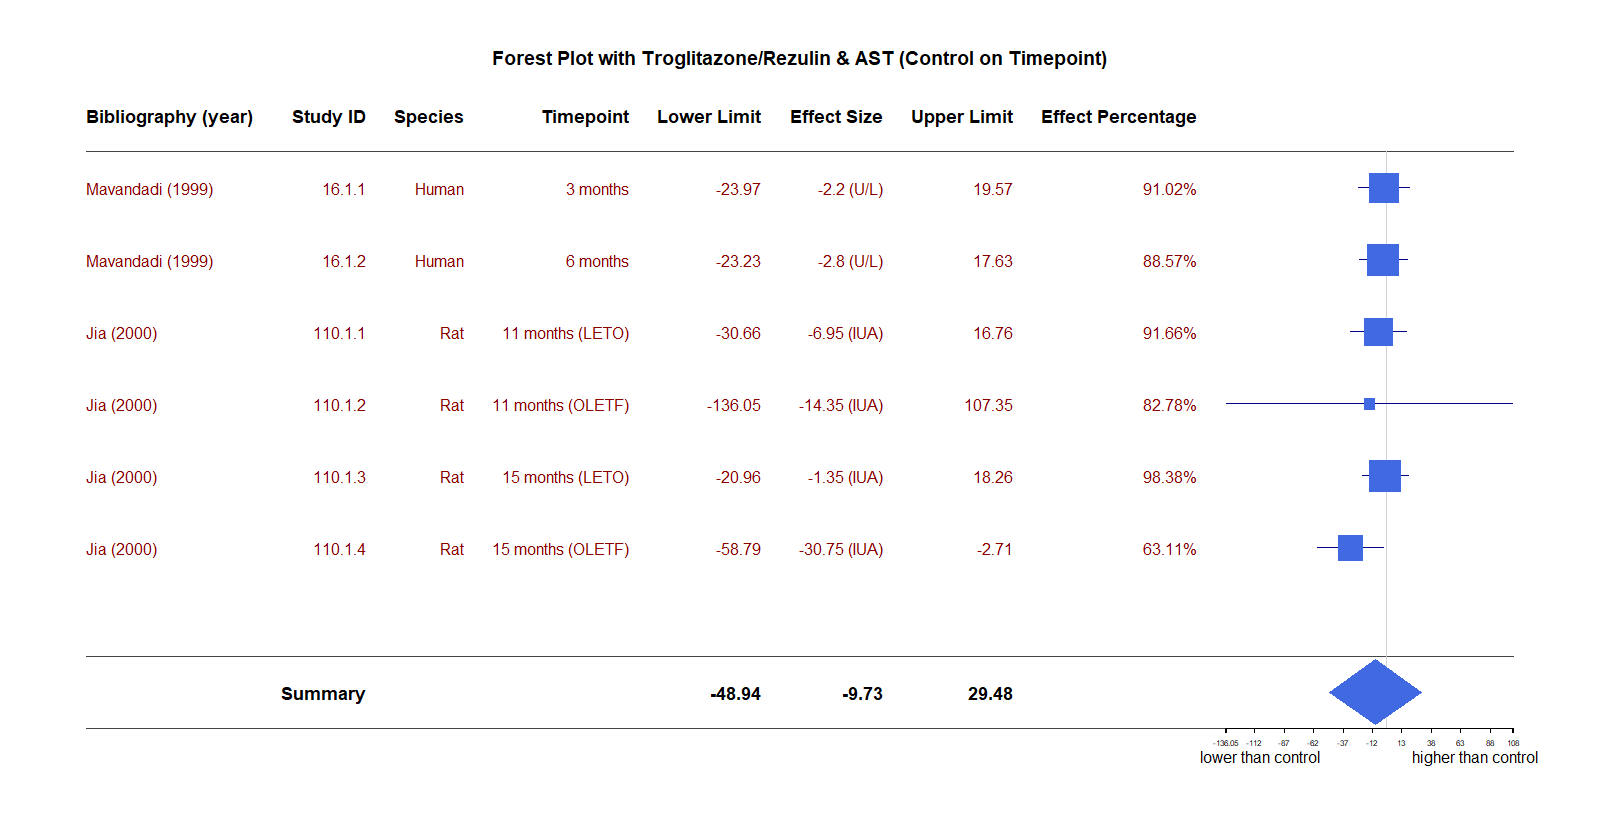 Forest Plot with Troglitazone/Rezulin & AST (Control on Timepoint)
Bibliography (year) Study ID Species Timepoint Lower Limit Effect Size Upper Limit Effect Percentage
Mavandadi (1999) 16.1.1 Human 3 months -23.97 -2.2 (U/L) 19.57 91.02%
Mavandadi (1999) 16.1.2 Human 6 months -23.23 -2.8 (U/L) 17.63 88.57%
Jia (2000) 110.1.1 Rat 11 months (LETO) -30.66 -6.95 (IUA) 16.76 91.66%
Jia (2000) 110.1.2 Rat 11 months (OLETF) -136.05 -14.35 (IUA) 107.35 82.78%
Jia (2000) 110.1.3 Rat 15 months (LETO) -20.96 -1.35 (IUA) 18.26 98.38%
Jia (2000) 110.1.4 Rat 15 months (OLETF) -58.79 -30.75 (IUA) -2.71 63.11%
Summary -48.94 -9.73 29.48
-136.05 -112 -87 -62 -37 -12 13 38 63 88 108
lower than control higher than control